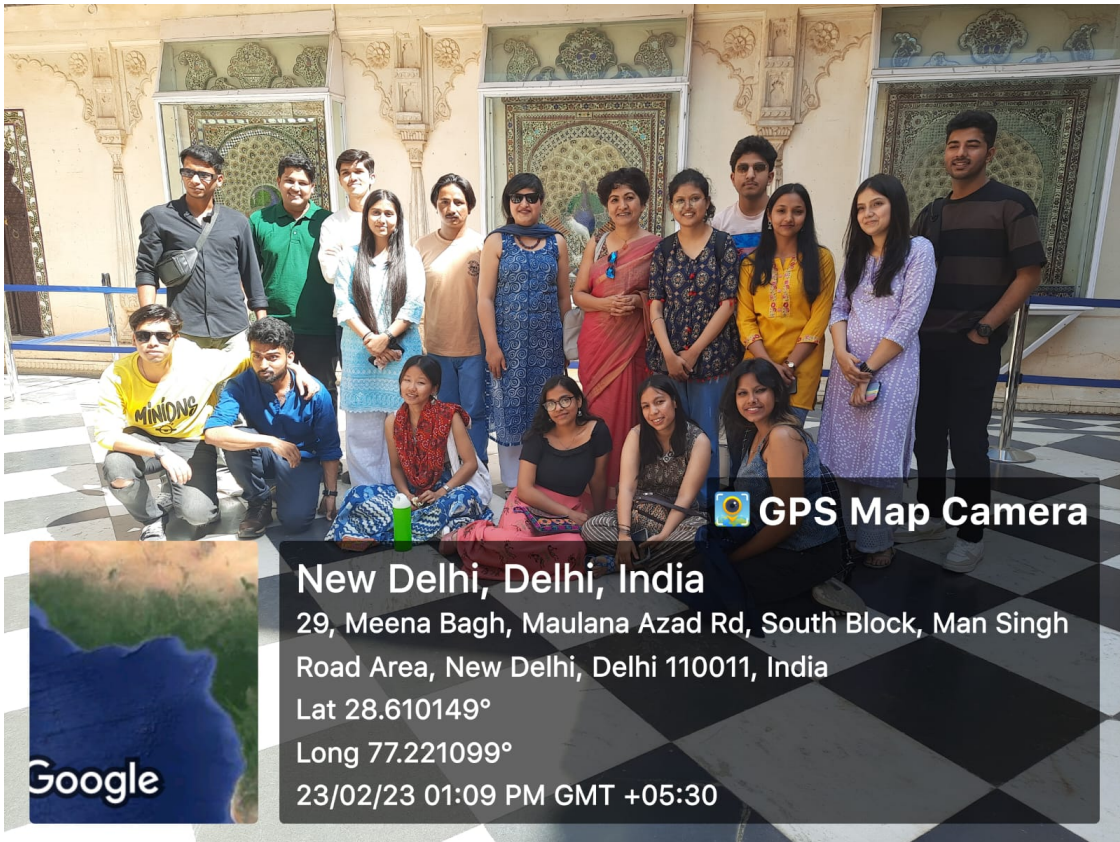 MINIONS
GPS Map Camera
New Delhi, Delhi, India
29, Meena Bagh, Maulana Azad Rd, South Block, Man Singh
Road Area, New Delhi, Delhi 110011, India
Lat 28.610149°
Long 77.221099°
23/02/23 01:09 PM GMT +05:30
Google